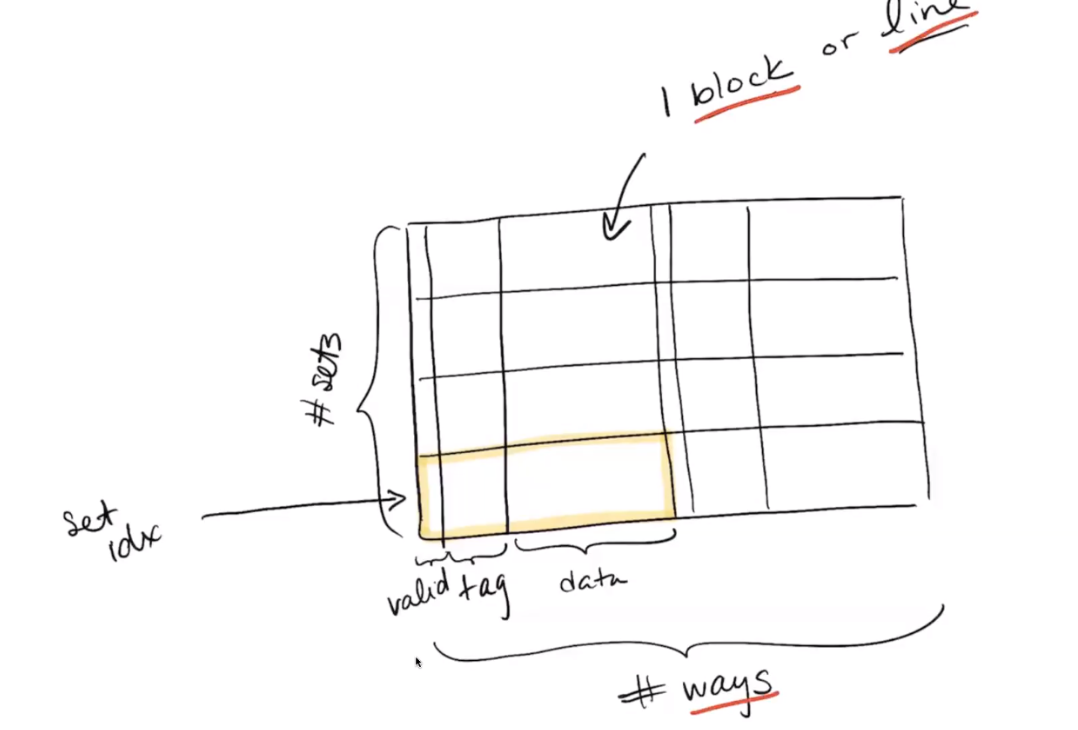 1 block or line
# sets
set idx
valid tag data
# ways